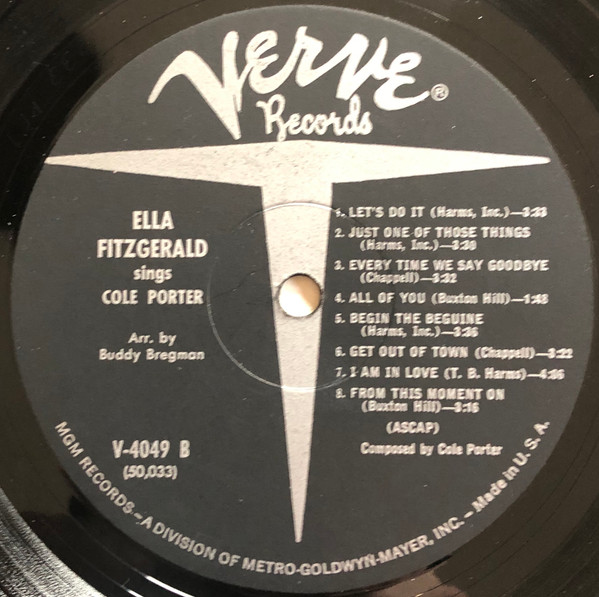 VERVE ®
Records
ELLA
FITZGERALD
sings
COLE PORTER
Arr. by
Buddy Bregman
V-4049 B
(50,033)
1. LET'S DO IT (Harms, Inc.)—3:33
2. JUST ONE OF THOSE THINGS
(Harms, Inc.)—3:30
3. EVERY TIME WE SAY GOODBYE
(Chappell)—3:32
4. ALL OF YOU (Buxton Hill)—1:43
5. BEGIN THE BEGUINE
(Harms, Inc.)—3:36
6. GET OUT OF TOWN (Chappell)—3:22
7. I AM IN LOVE (T. B. Harms)—4:06
8. FROM THIS MOMENT ON
(Buxton Hill)—3:16
(ASCAP)
Composed by Cole Porter
MGM RECORDS—A DIVISION OF METRO-GOLDWYN-MAYER, INC. – Made in U. S. A.